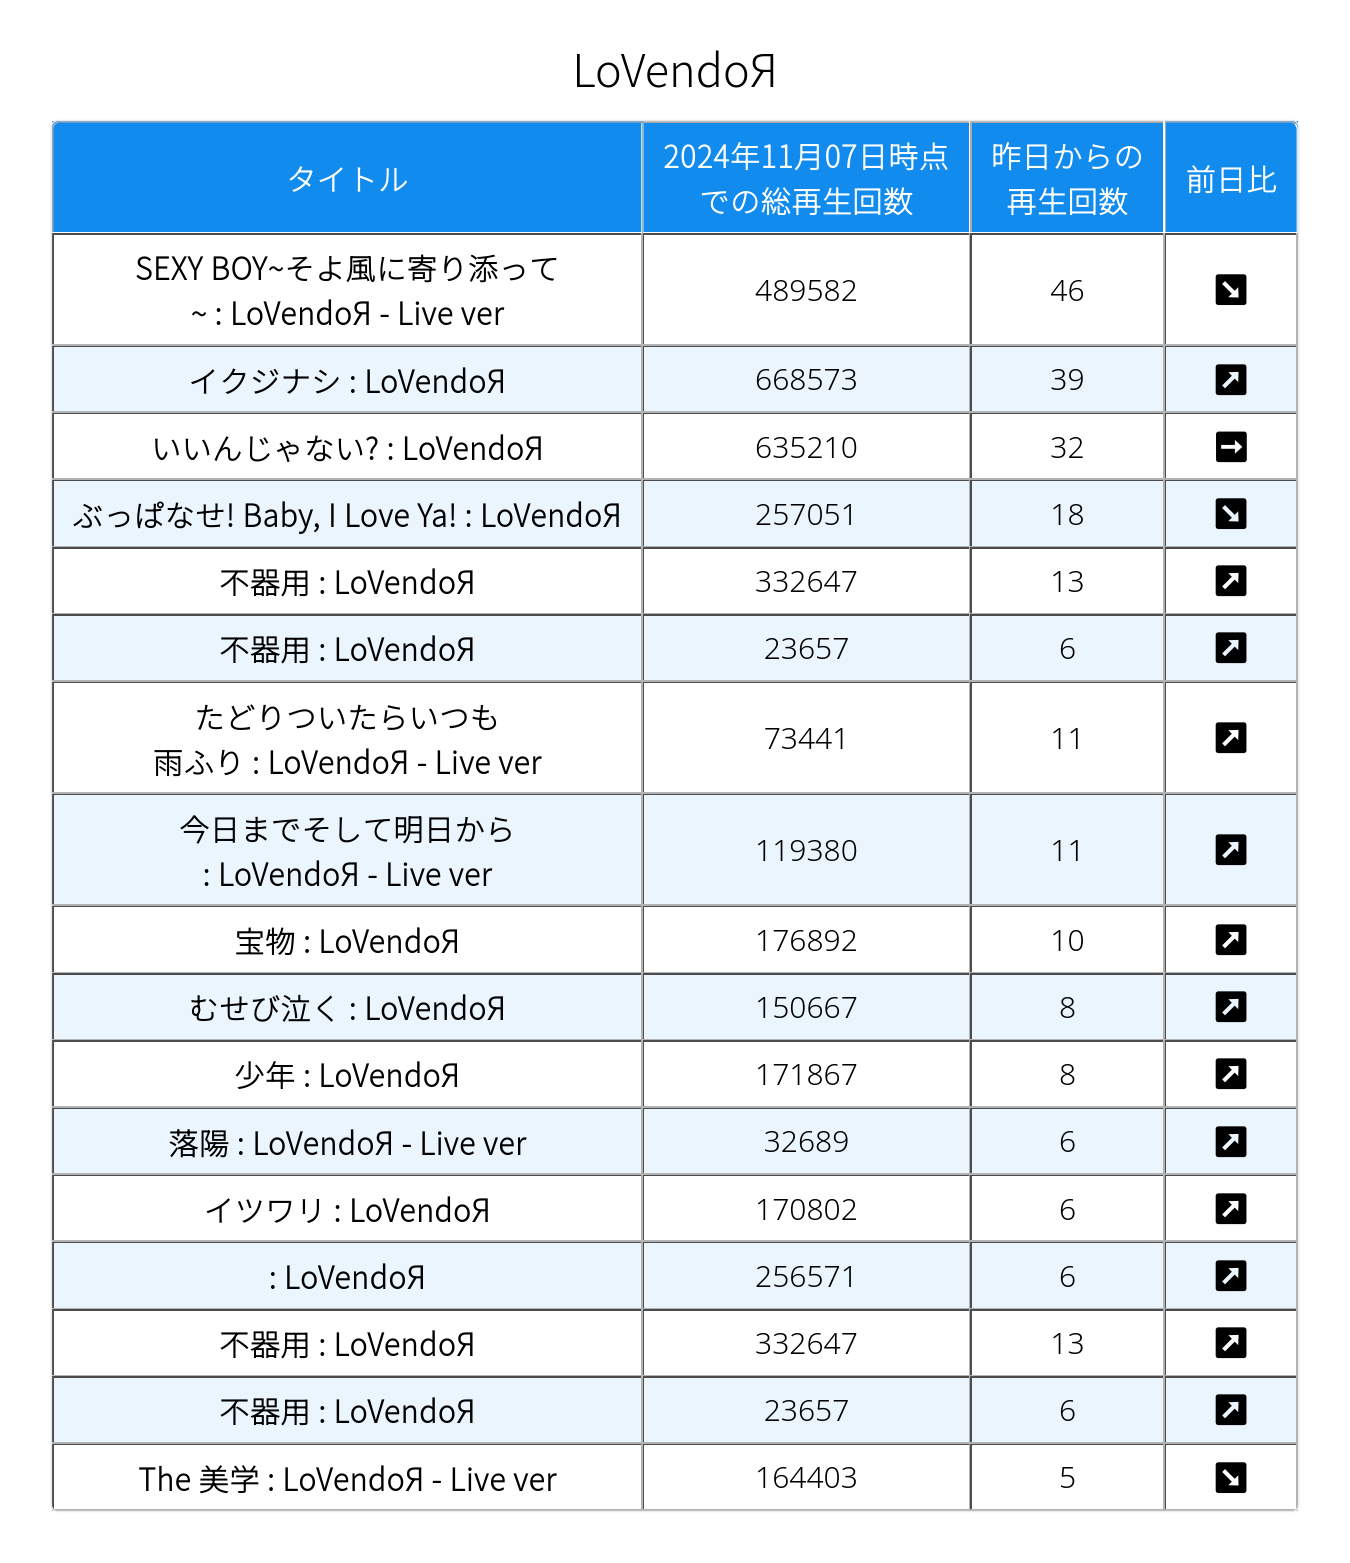 LoVendoЯ
タイトル 2024年11月07日時点での総再生回数 昨日からの再生回数 前日比
SEXY BOY~そよ風に寄り添って
~ : LoVendoЯ - Live ver 489582 46 ↘
イクジナシ : LoVendoЯ 668573 39 ↗
いいんじゃない? : LoVendoЯ 635210 32 →
ぶっぱなせ! Baby, I Love Ya! : LoVendoЯ 257051 18 ↘
不器用 : LoVendoЯ 332647 13 ↗
不器用 : LoVendoЯ 23657 6 ↗
たどりついたらいつも
雨ふり : LoVendoЯ - Live ver 73441 11 ↗
今日までそして明日から
: LoVendoЯ - Live ver 119380 11 ↗
宝物 : LoVendoЯ 176892 10 ↗
むせび泣く : LoVendoЯ 150667 8 ↗
少年 : LoVendoЯ 171867 8 ↗
落陽 : LoVendoЯ - Live ver 32689 6 ↗
イツワリ : LoVendoЯ 170802 6 ↗
: LoVendoЯ 256571 6 ↗
不器用 : LoVendoЯ 332647 13 ↗
不器用 : LoVendoЯ 23657 6 ↗
The 美学 : LoVendoЯ - Live ver 164403 5 ↘